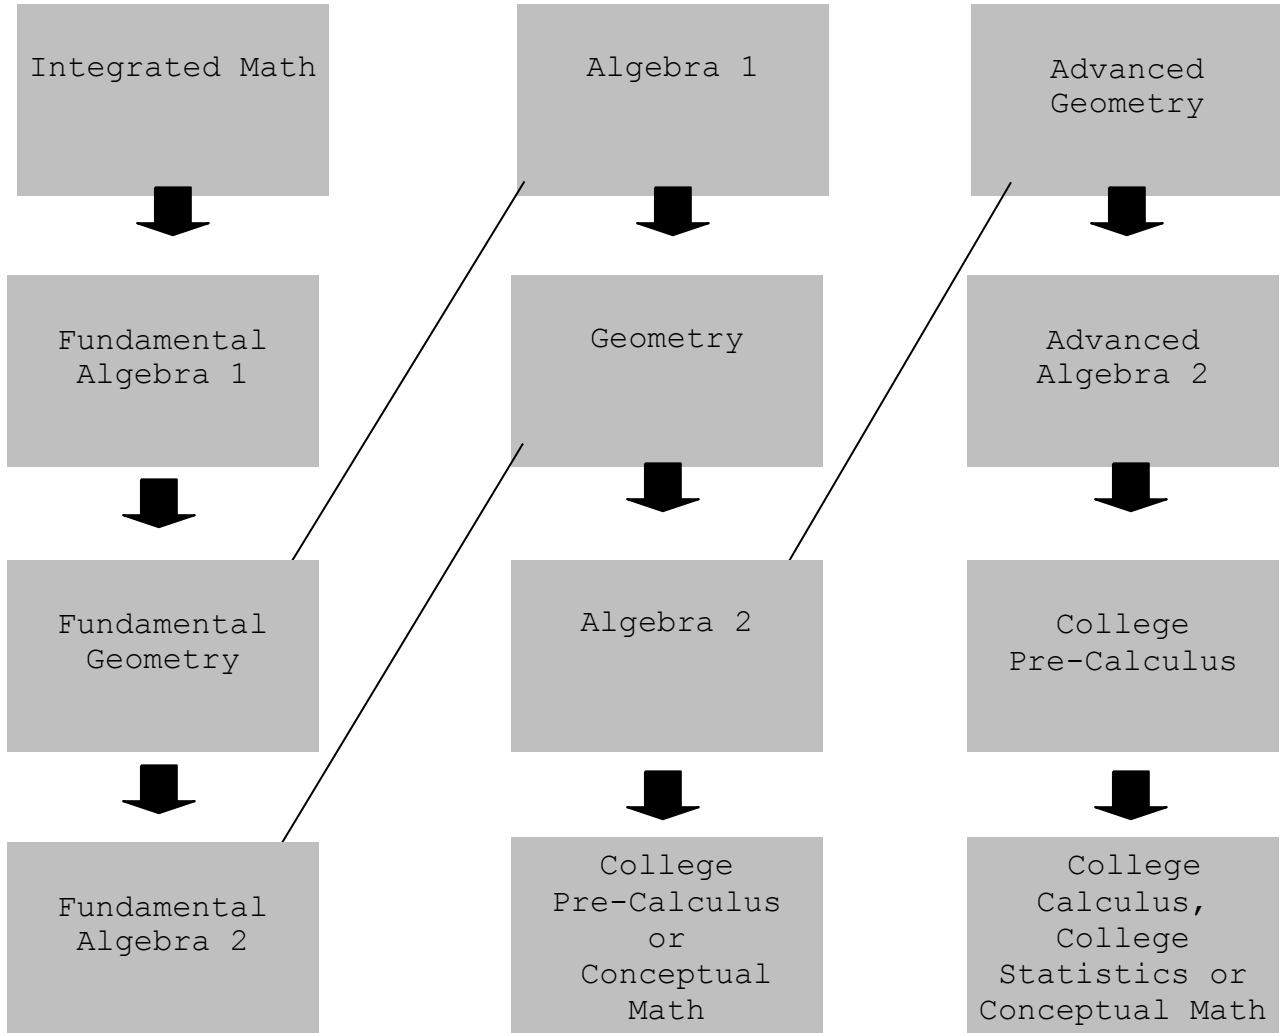 Integrated Math
Algebra 1
Advanced
Geometry
Fundamental
Algebra 1
Geometry
Advanced
Algebra 2
Fundamental
Geometry
Algebra 2
College
Pre-Calculus
Fundamental
Algebra 2
College
Pre-Calculus
or
Conceptual
Math
College
Calculus,
College
Statistics or
Conceptual Math